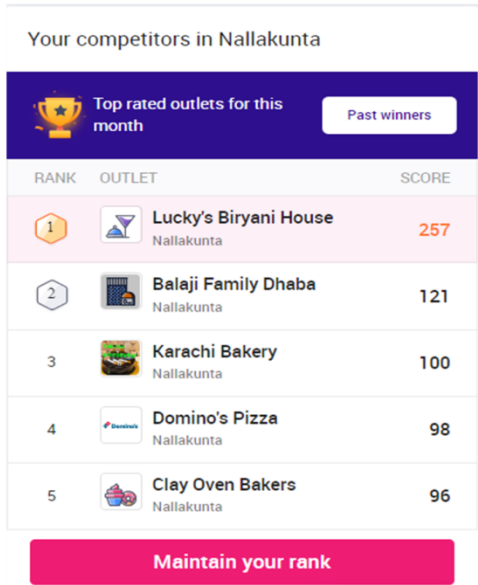 Your competitors in Nallakunta
Top rated outlets for this
month
Past winners
RANK OUTLET SCORE
1 Lucky's Biryani House 257
Nallakunta
2 Balaji Family Dhaba 121
Nallakunta
3 Karachi Bakery 100
Nallakunta
4 Domino's Domino's Pizza 98
Nallakunta
5 Clay Oven Bakers 96
Nallakunta
Maintain your rank